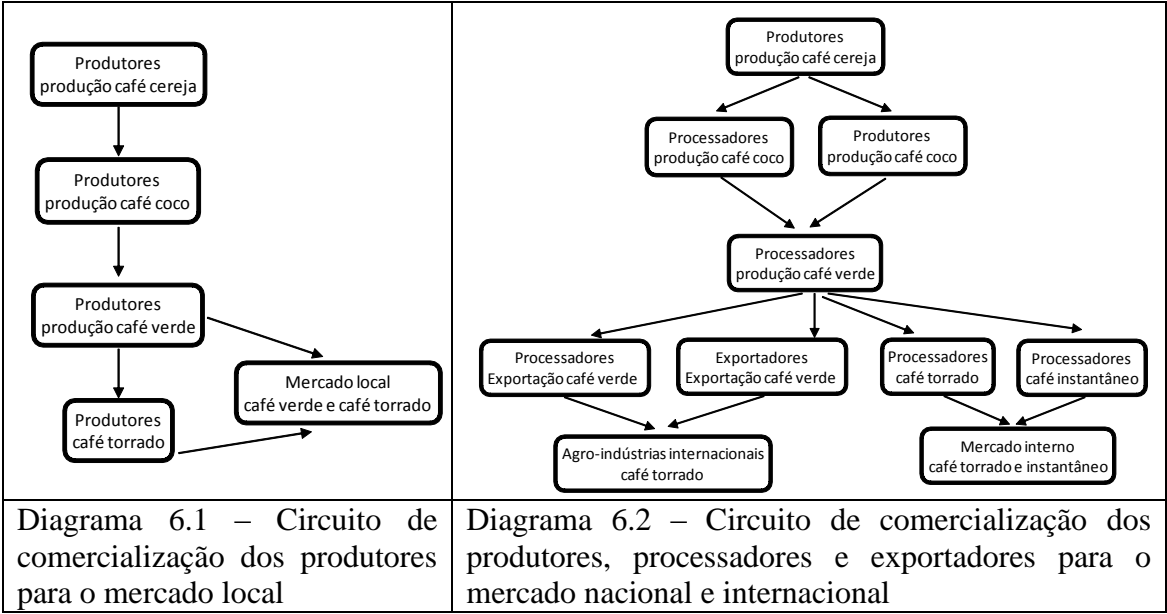 Produtores
produção café cereja
Produtores
produção café coco
Produtores
produção café verde
Mercado local
café verde e café torrado
Produtores
café torrado
Diagrama 6.1 – Circuito de
comercialização dos produtores
para o mercado local
Produtores
produção café cereja
Processadores
produção café coco
Produtores
produção café coco
Processadores
produção café verde
Processadores
Exportação café verde
Exportadores
Exportação café verde
Processadores
café torrado
Processadores
café instantâneo
Agro-indústrias internacionais
café torrado
Mercado interno
café torrado e instantâneo
Diagrama 6.2 – Circuito de comercialização dos
produtores, processadores e exportadores para o
mercado nacional e internacional